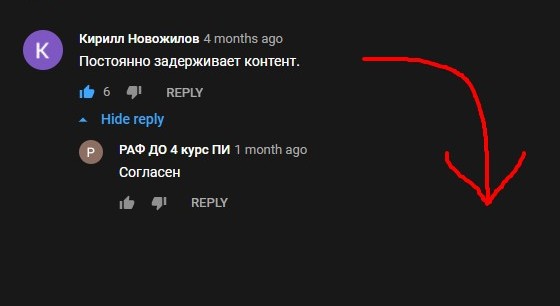 К
Кирилл Новожилов 4 months ago
Постоянно задерживает контент.
6 REPLY
Hide reply
Р
РАФ ДО 4 курс ПИ 1 month ago
Согласен
REPLY